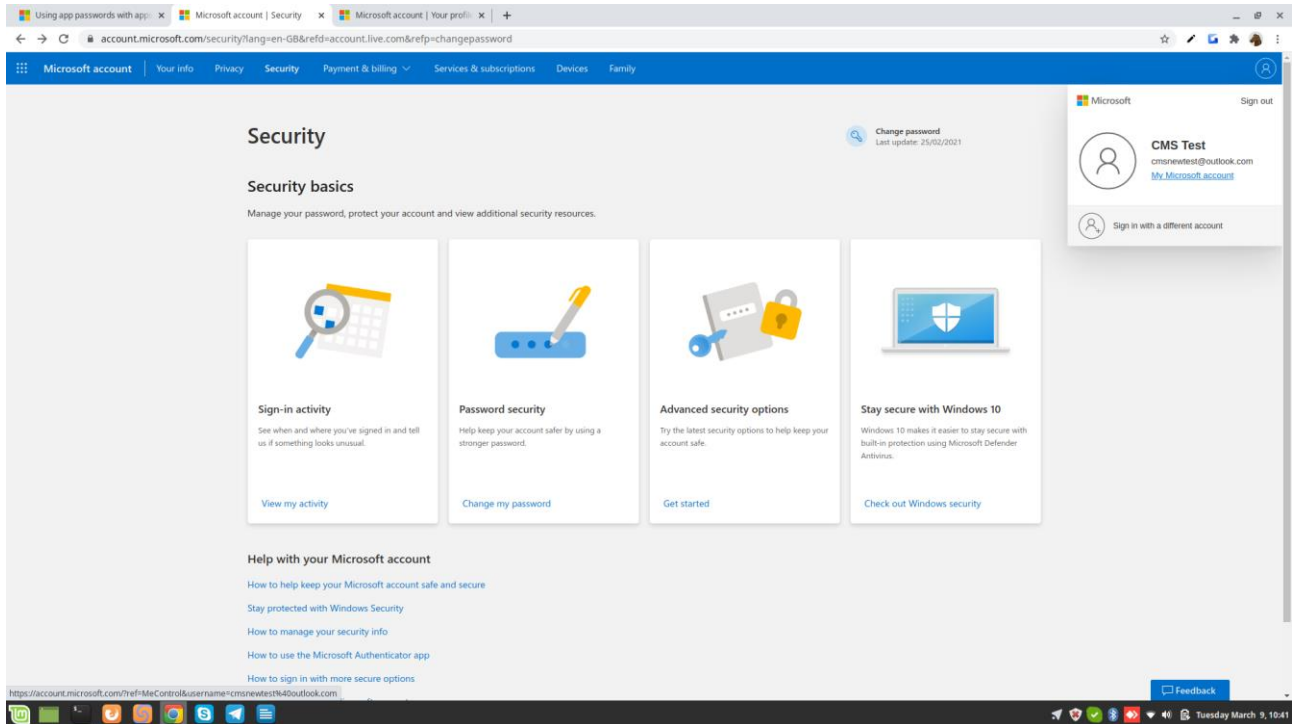 Using app passwords with app
Microsoft account | Security
Microsoft account | Your profil
account.microsoft.com/security?lang=en-GB&refd=account.live.com&refp=changepassword
Microsoft account
Your info
Privacy
Security
Payment & billing
Services & subscriptions
Devices
Family
Microsoft
Sign out
CMS Test
cmsnewtest@outlook.com
My Microsoft account
Sign in with a different account
Security
Change password
Last update: 25/02/2021
Security basics
Manage your password, protect your account and view additional security resources.
Sign-in activity
See when and where you've signed in and tell
us if something looks unusual.
View my activity
Password security
Help keep your account safer by using a
stronger password.
Change my password
Advanced security options
Try the latest security options to help keep your
account safe.
Get started
Stay secure with Windows 10
Windows 10 makes it easier to stay secure with
built-in protection using Microsoft Defender
Antivirus.
Check out Windows security
Help with your Microsoft account
How to help keep your Microsoft account safe and secure
Stay protected with Windows Security
How to manage your security info
How to use the Microsoft Authenticator app
How to sign in with more secure options
https://account.microsoft.com/?ref=MeControl&username=cmsnewtest%40outlook.com
Feedback
Tuesday March 9, 10:41